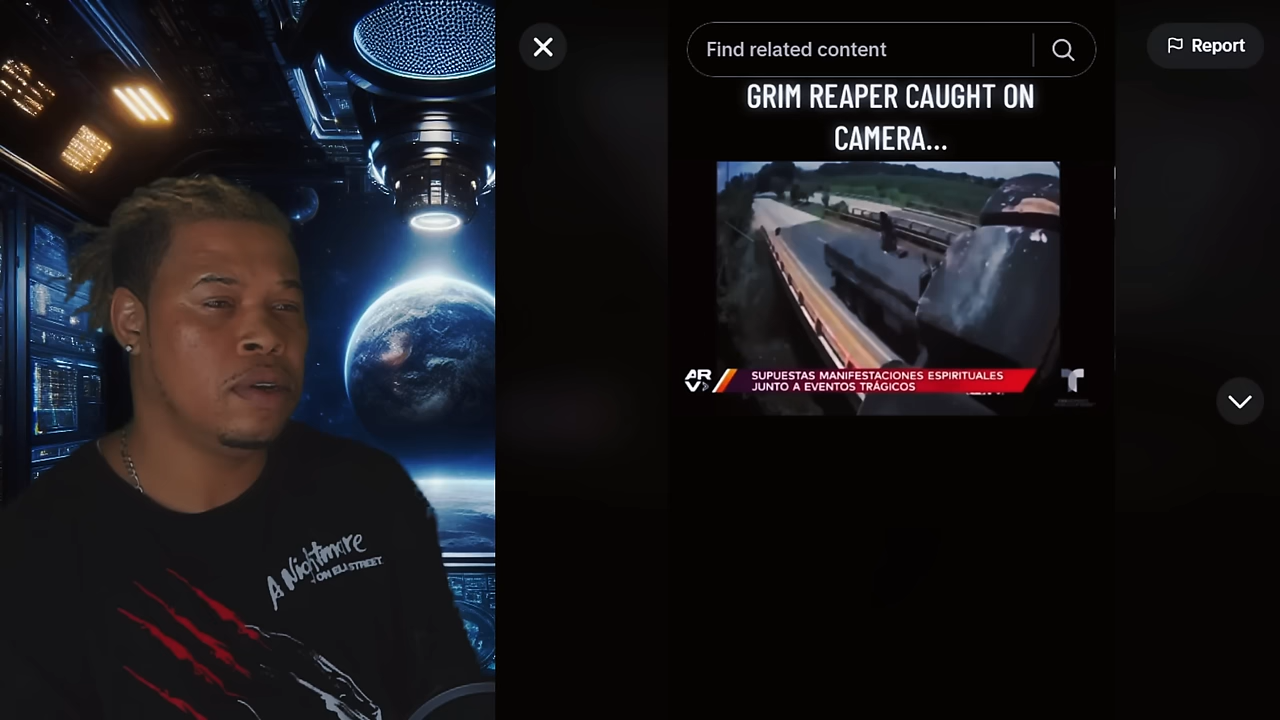 Find related content
Report
GRIM REAPER CAUGHT ON
CAMERA...
AR
V
SUPUESTAS MANIFESTACIONES ESPIRITUALES
JUNTO A EVENTOS TRÁGICOS
T
A Nightmare
ON ELI STREET